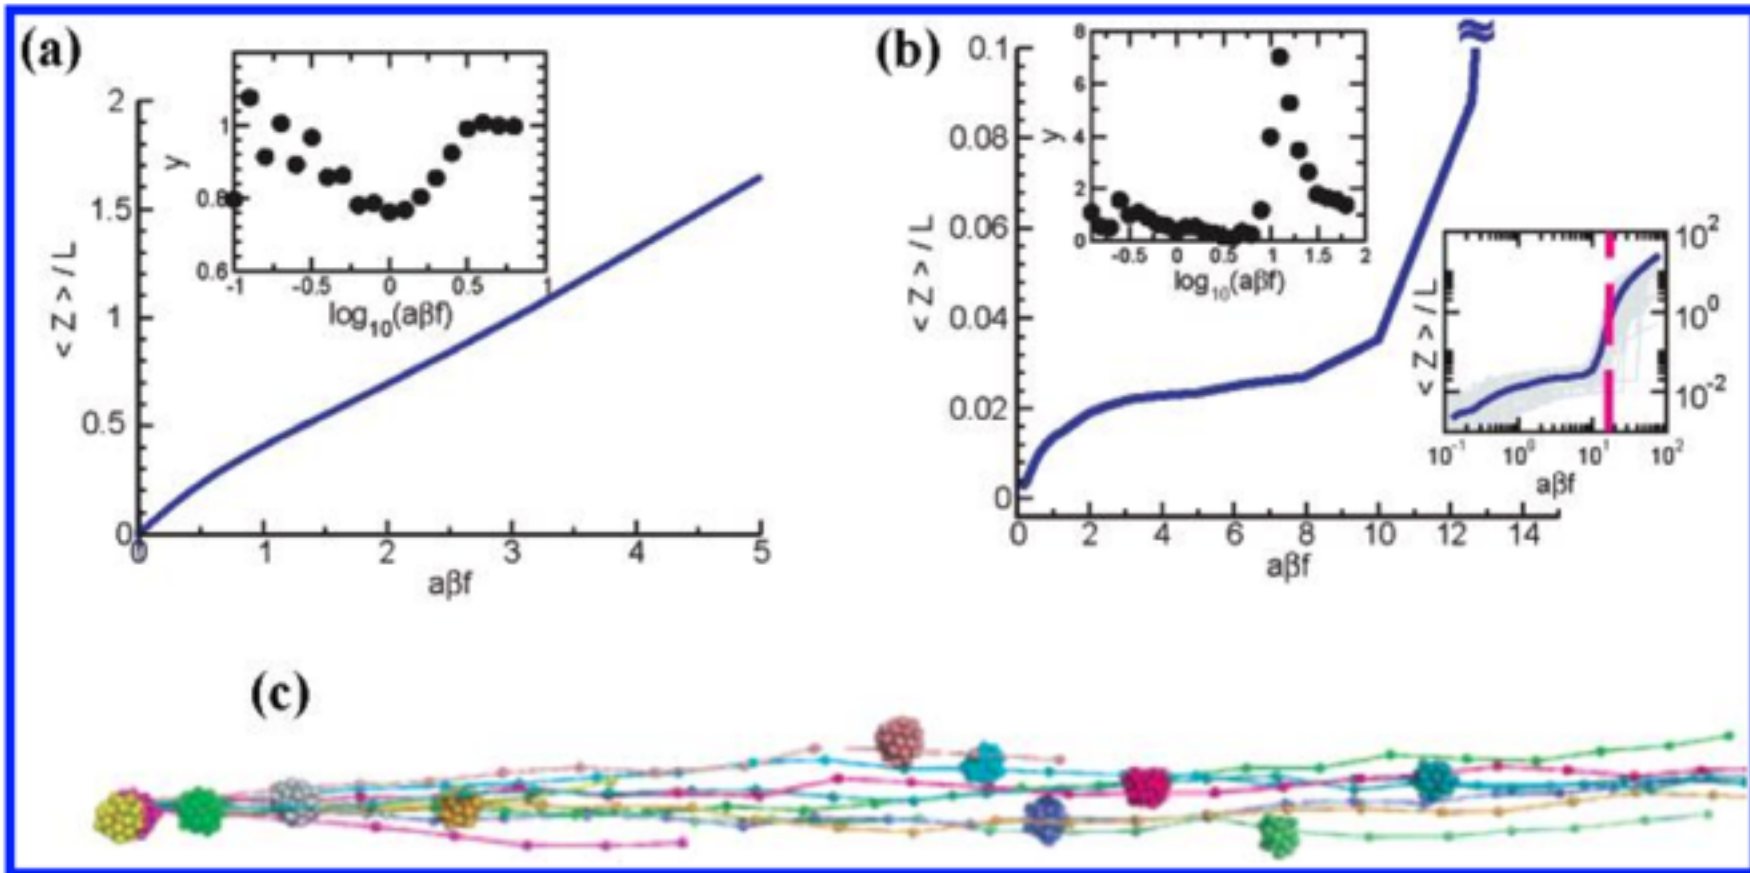 (a)
2
1.5
1
0.5
0
< Z > / L
0 1 2 3 4 5
aβf
1
0.8
0.6
y
-1 -0.5 0 0.5 1
log10(aβf)
(b)
0.1
0.08
0.06
0.04
0.02
0
< Z > / L
0 2 4 6 8 10 12 14
aβf
8
6
4
2
0
y
-0.5 0 0.5 1 1.5 2
log10(aβf)
< Z > / L
10^2
10^0
10^-2
10^-1 10^0 10^1 10^2
aβf
(c)